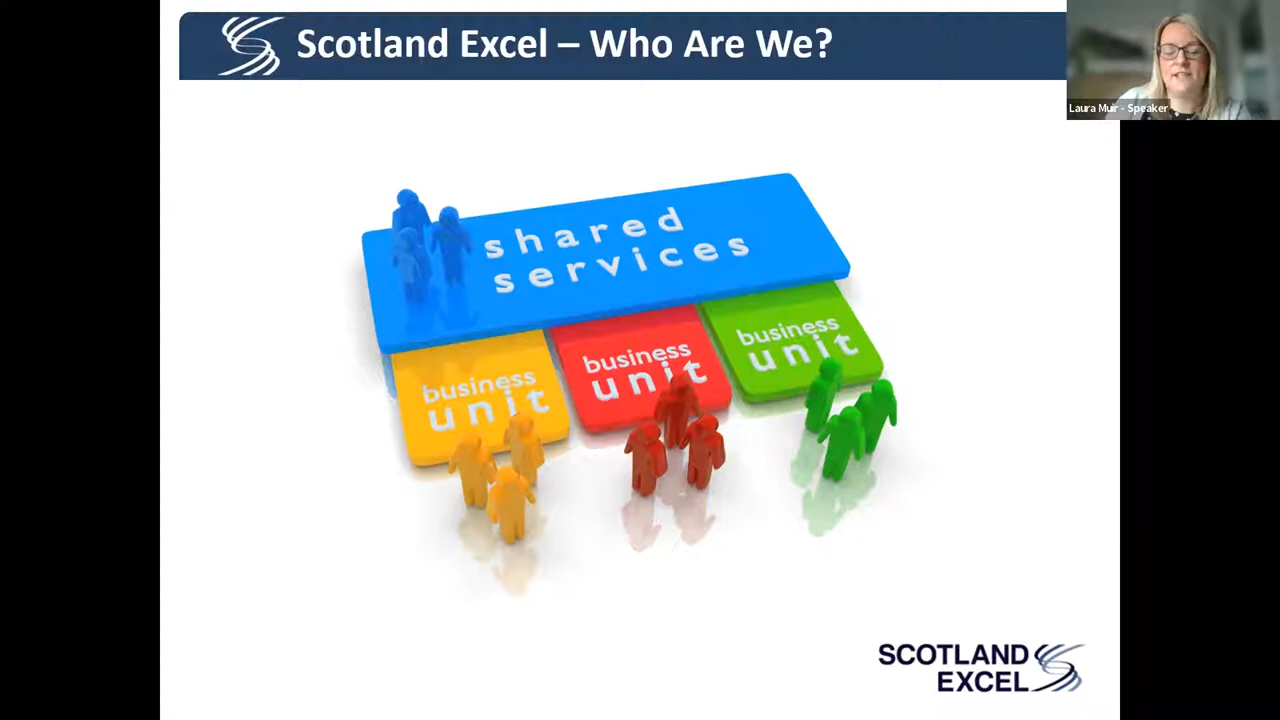 Scotland Excel – Who Are We?
Laura Muir - Speaker
shared
services
business
unit
business
unit
business
unit
SCOTLAND
EXCEL